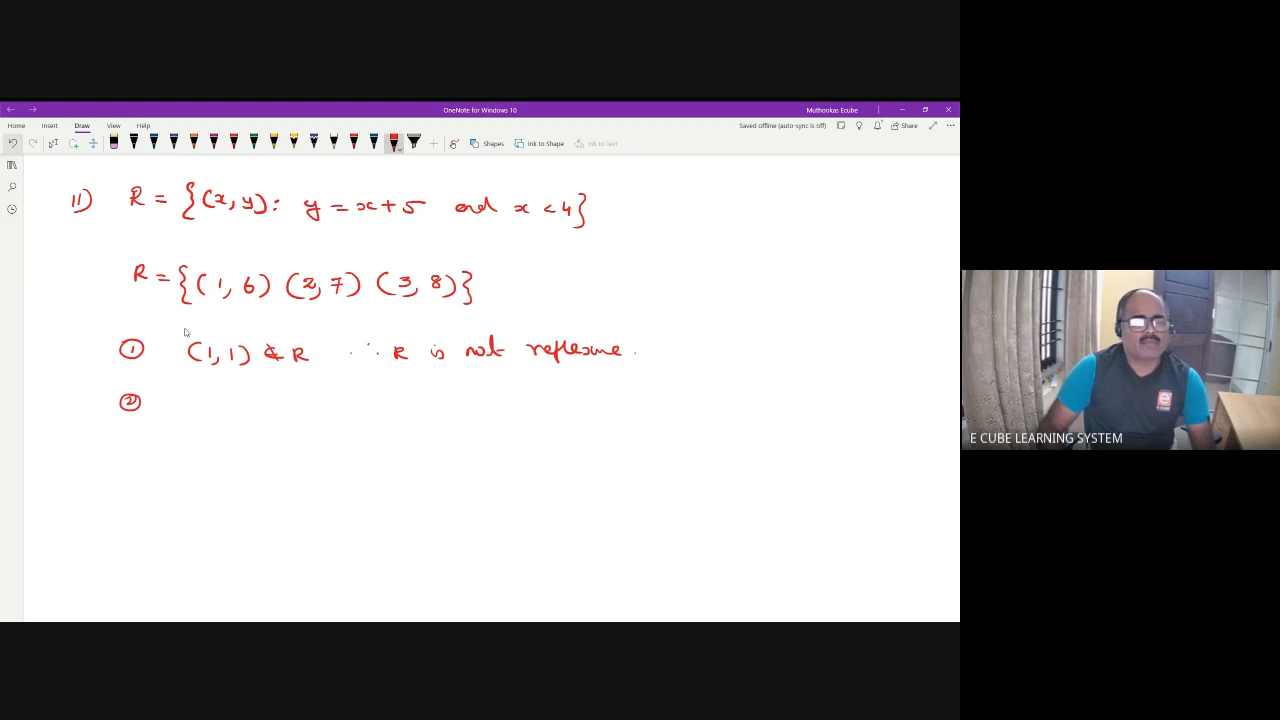 OneNote for Windows 10
Muthookas Ecube
Home Insert Draw View Help
Saved offline (auto-sync is off)
Share
Shapes
Ink to Shape
Ink to Text
II) R = {(x, y): y = x + 5 and x < 4}
R = {(1, 6) (2, 7) (3, 8)}
① (1, 1) ∉ R ∴ R is not reflexive.
②
E CUBE
E CUBE LEARNING SYSTEM